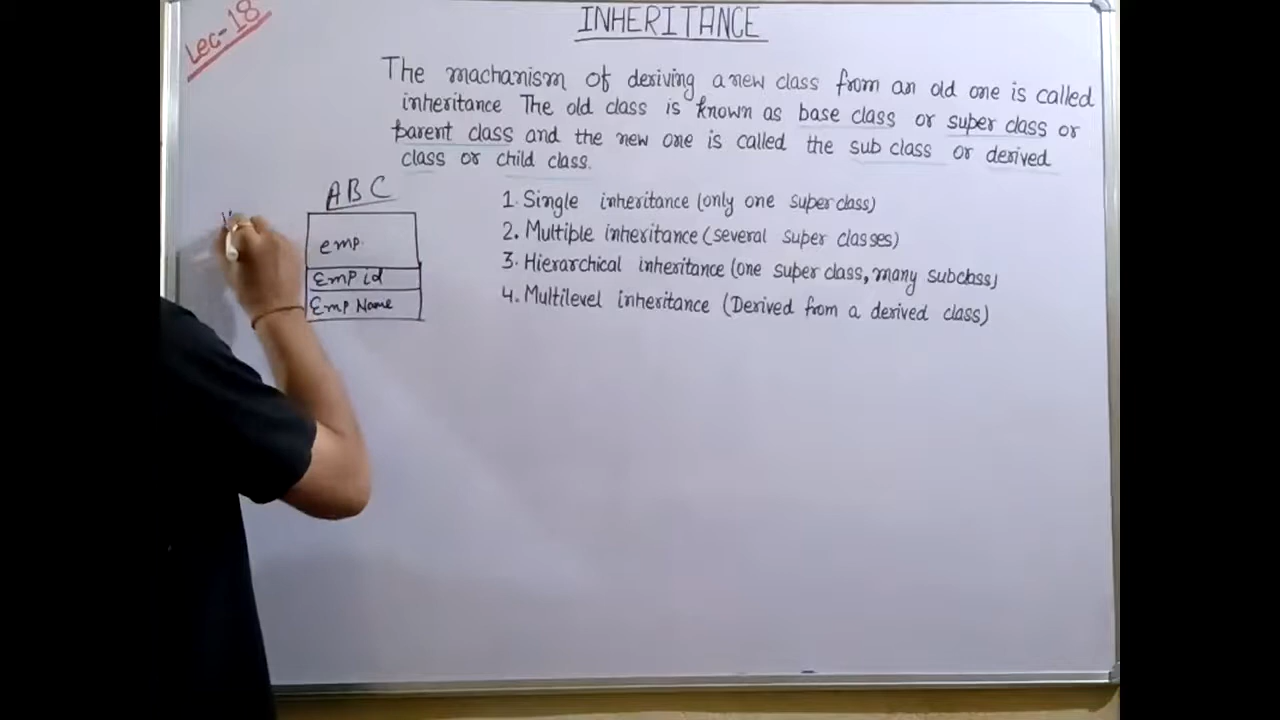 Lec-18
INHERITANCE
The machanism of deriving a new class from an old one is called
inheritance The old class is known as base class or super class or
parent class and the new one is called the sub class or derived
class or child class.
ABC
emp.
Emp id
Emp Name
1. Single inheritance (only one super class)
2. Multiple inheritance (several super classes)
3. Hierarchical inheritance (one super class, many subclass)
4. Multilevel inheritance (Derived from a derived class)